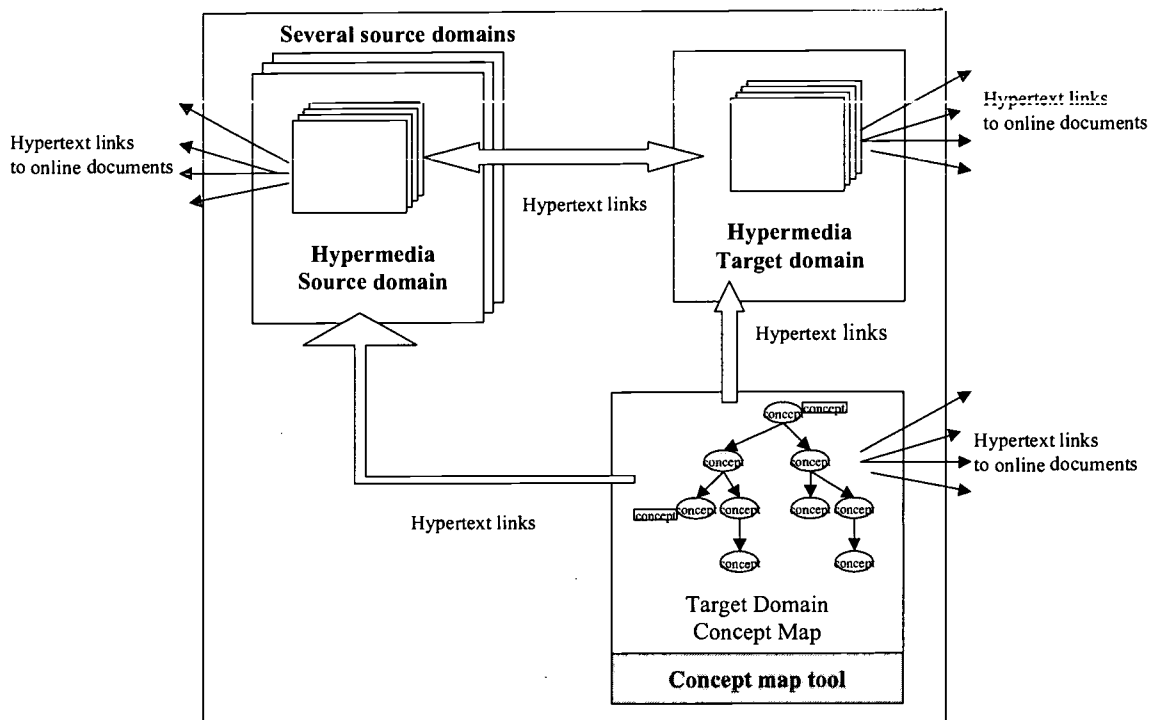 Several source domains
Hypertext links
to online documents
Hypermedia
Source domain
Hypertext links
Hypermedia
Target domain
Hypertext links
to online documents
Hypertext links
Hypertext links
concept
concept
concept
concept
concept
concept
concept
concept
concept
concept
concept
Target Domain
Concept Map
Concept map tool
Hypertext links
to online documents